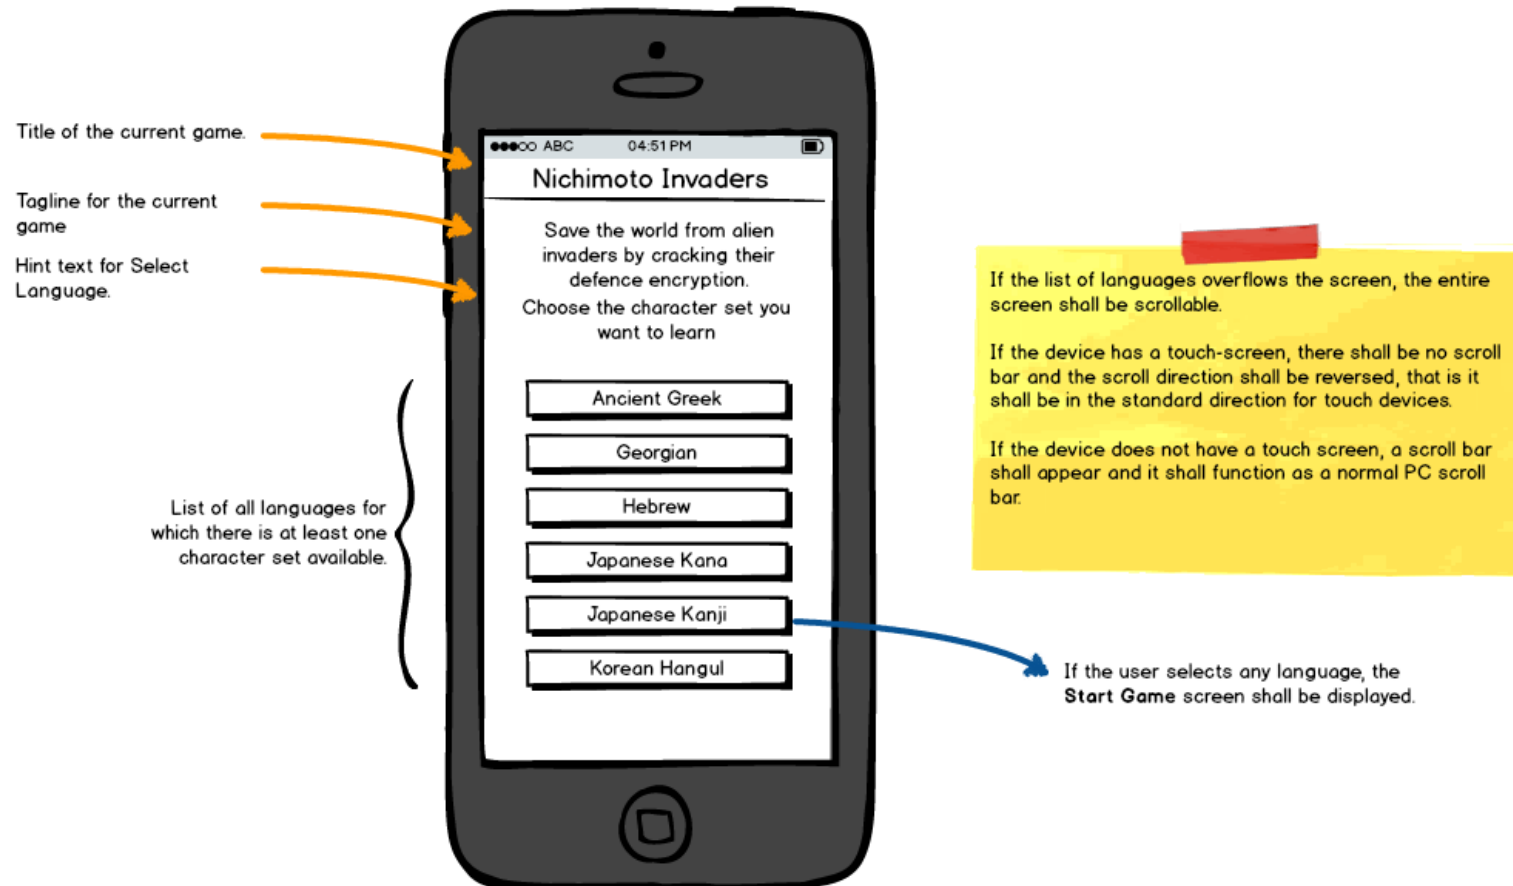 Title of the current game.
Tagline for the current
game
Hint text for Select
Language.
List of all languages for
which there is at least one
character set available.
ABC 04:51 PM
Nichimoto Invaders
Save the world from alien
invaders by cracking their
defence encryption.
Choose the character set you
want to learn
Ancient Greek
Georgian
Hebrew
Japanese Kana
Japanese Kanji
Korean Hangul
If the list of languages overflows the screen, the entire
screen shall be scrollable.
If the device has a touch-screen, there shall be no scroll
bar and the scroll direction shall be reversed, that is it
shall be in the standard direction for touch devices.
If the device does not have a touch screen, a scroll bar
shall appear and it shall function as a normal PC scroll
bar.
If the user selects any language, the
Start Game screen shall be displayed.